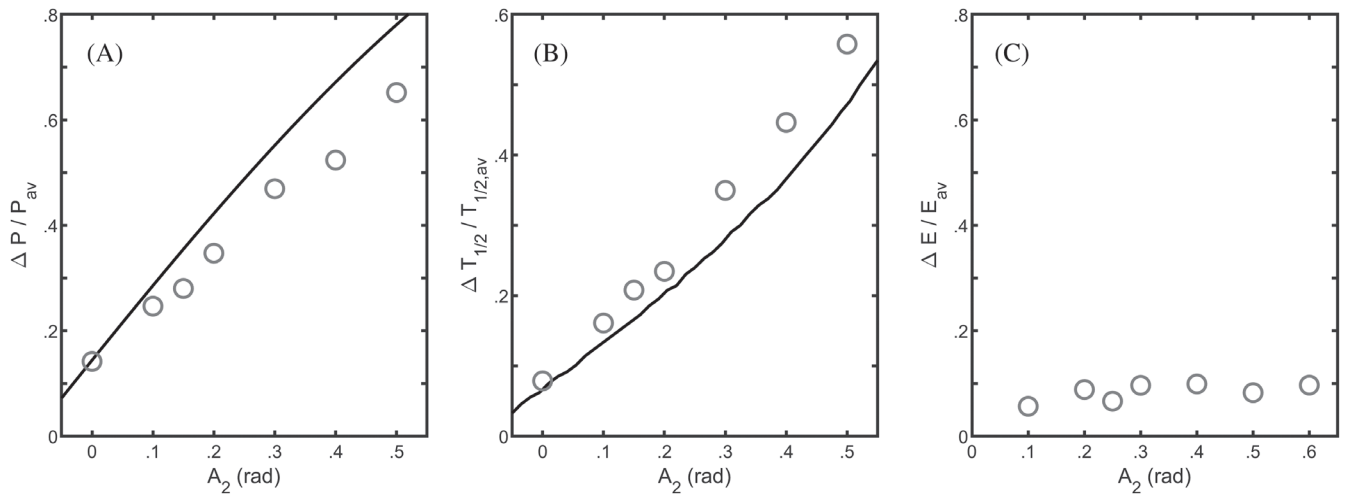 (A)
.8
.6
.4
.2
0
Δ P / P_av
0 .1 .2 .3 .4 .5
A_2 (rad)
(B)
.6
.4
.2
0
Δ T_1/2 / T_1/2,av
0 .1 .2 .3 .4 .5
A_2 (rad)
(C)
.8
.6
.4
.2
0
Δ E / E_av
0 .1 .2 .3 .4 .5 .6
A_2 (rad)